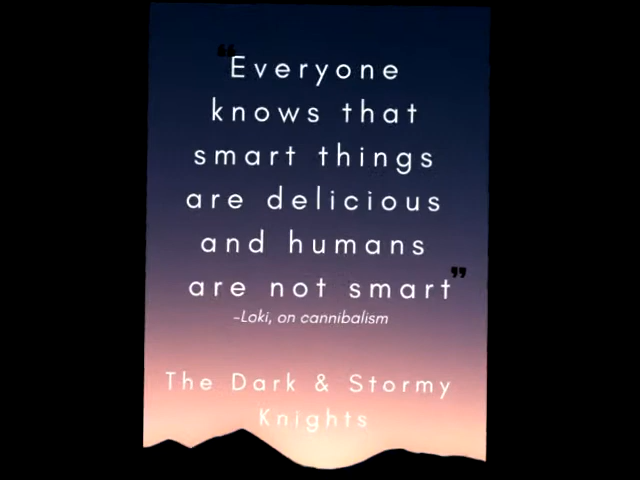 ❝
Everyone
knows that
smart things
are delicious
and humans
are not smart❞
-Loki, on cannibalism
The Dark & Stormy
Knights